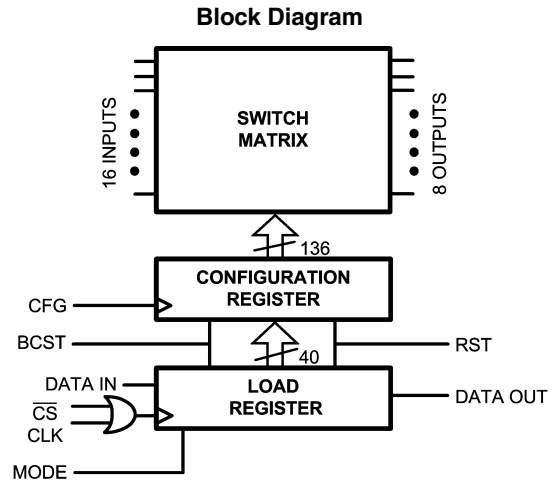 Block Diagram
16 INPUTS
SWITCH
MATRIX
8 OUTPUTS
136
CONFIGURATION
REGISTER
CFG
BCST
RST
40
DATA IN
LOAD
REGISTER
DATA OUT
CS
CLK
MODE